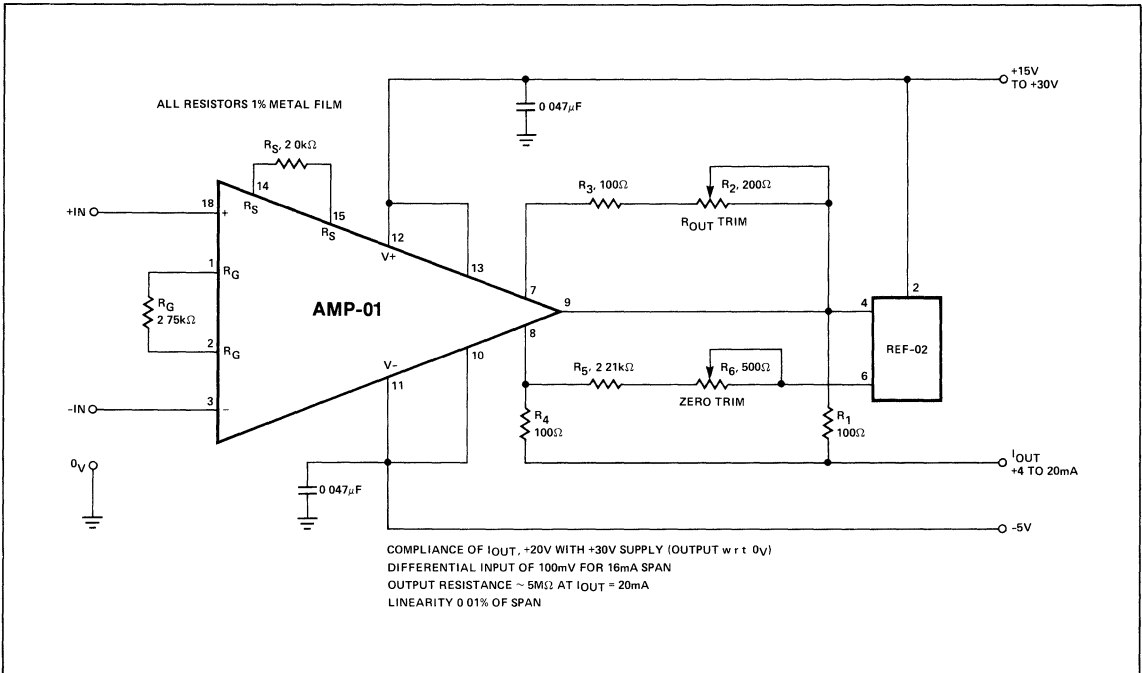 +15V
TO +30V
ALL RESISTORS 1% METAL FILM
0 047µF
RS, 2 0kΩ
14
RS
15
RS
R3, 100Ω
R2, 200Ω
ROUT TRIM
+IN
18
+
12
V+
13
2
1
RG
7
RG
2 75kΩ
AMP-01
9
4
8
REF-02
2
RG
10
V–
11
R5, 2 21kΩ
R6, 500Ω
6
ZERO TRIM
-IN
3
–
R4
100Ω
R1
100Ω
0V
IOUT
+4 TO 20mA
0 047µF
-5V
COMPLIANCE OF IOUT, +20V WITH +30V SUPPLY (OUTPUT w r t 0V)
DIFFERENTIAL INPUT OF 100mV FOR 16mA SPAN
OUTPUT RESISTANCE ~ 5MΩ AT IOUT = 20mA
LINEARITY 0 01% OF SPAN